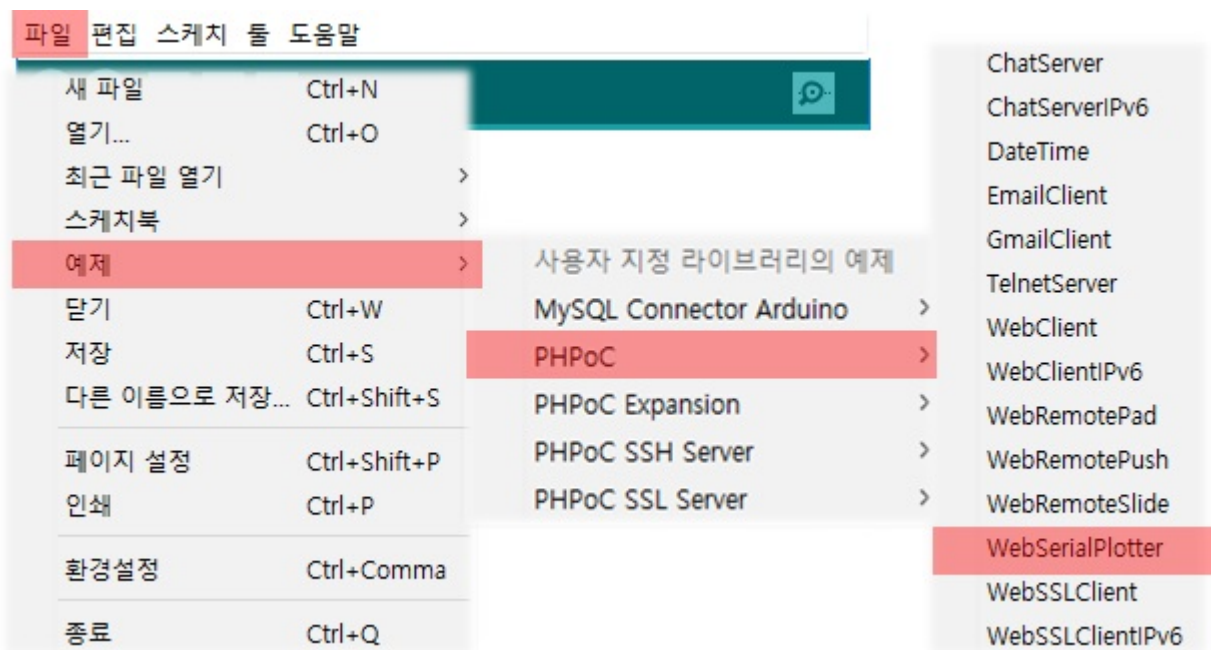 파일 편집 스케치 툴 도움말
새 파일 Ctrl+N
열기... Ctrl+O
최근 파일 열기 >
스케치북 >
예제 >
닫기 Ctrl+W
저장 Ctrl+S
다른 이름으로 저장... Ctrl+Shift+S
페이지 설정 Ctrl+Shift+P
인쇄 Ctrl+P
환경설정 Ctrl+Comma
종료 Ctrl+Q
사용자 지정 라이브러리의 예제
MySQL Connector Arduino >
PHPoC >
PHPoC Expansion >
PHPoC SSH Server >
PHPoC SSL Server >
ChatServer
ChatServerIPv6
DateTime
EmailClient
GmailClient
TelnetServer
WebClient
WebClientIPv6
WebRemotePad
WebRemotePush
WebRemoteSlide
WebSerialPlotter
WebSSLClient
WebSSLClientIPv6